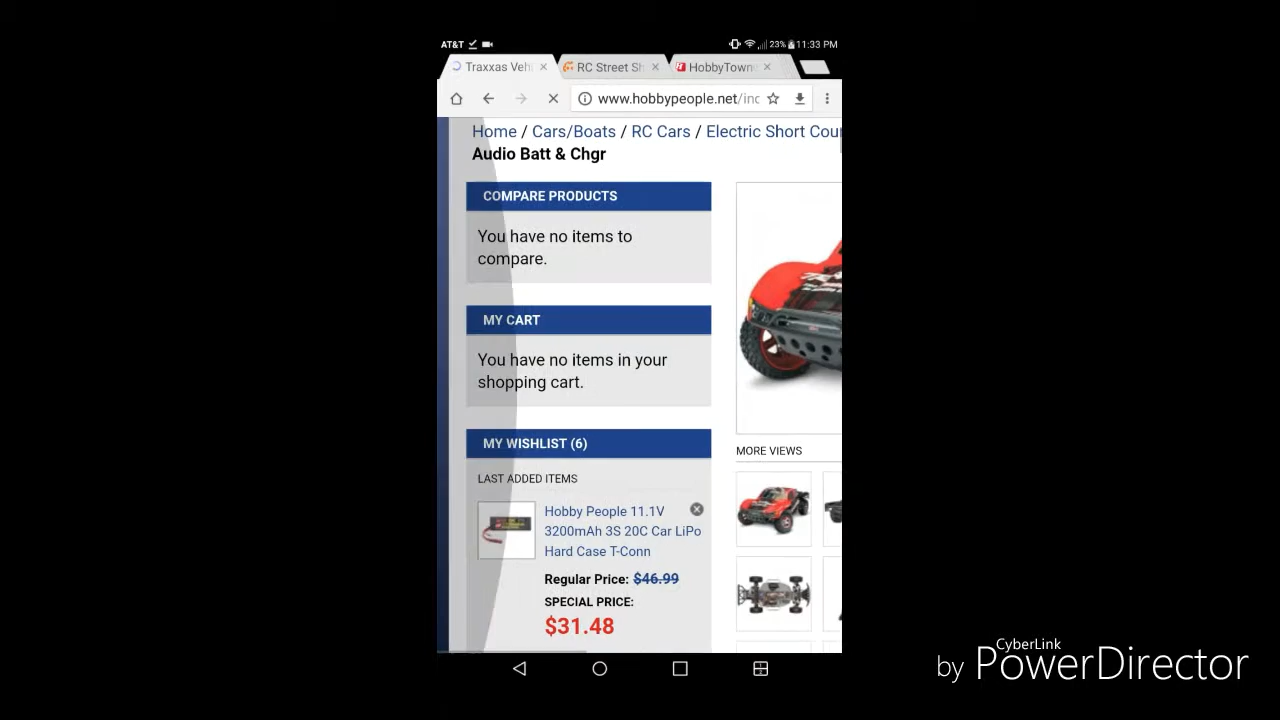 AT&T 23% 11:33 PM
Traxxas Veh RC Street Sh HobbyTown
www.hobbypeople.net/inc
Home / Cars/Boats / RC Cars / Electric Short Cour
Audio Batt & Chgr
COMPARE PRODUCTS
You have no items to
compare.
MY CART
You have no items in your
shopping cart.
MY WISHLIST (6)
LAST ADDED ITEMS
Hobby People 11.1V
3200mAh 3S 20C Car LiPo
Hard Case T-Conn
Regular Price: $46.99
SPECIAL PRICE:
$31.48
MORE VIEWS
CyberLink
by PowerDirector